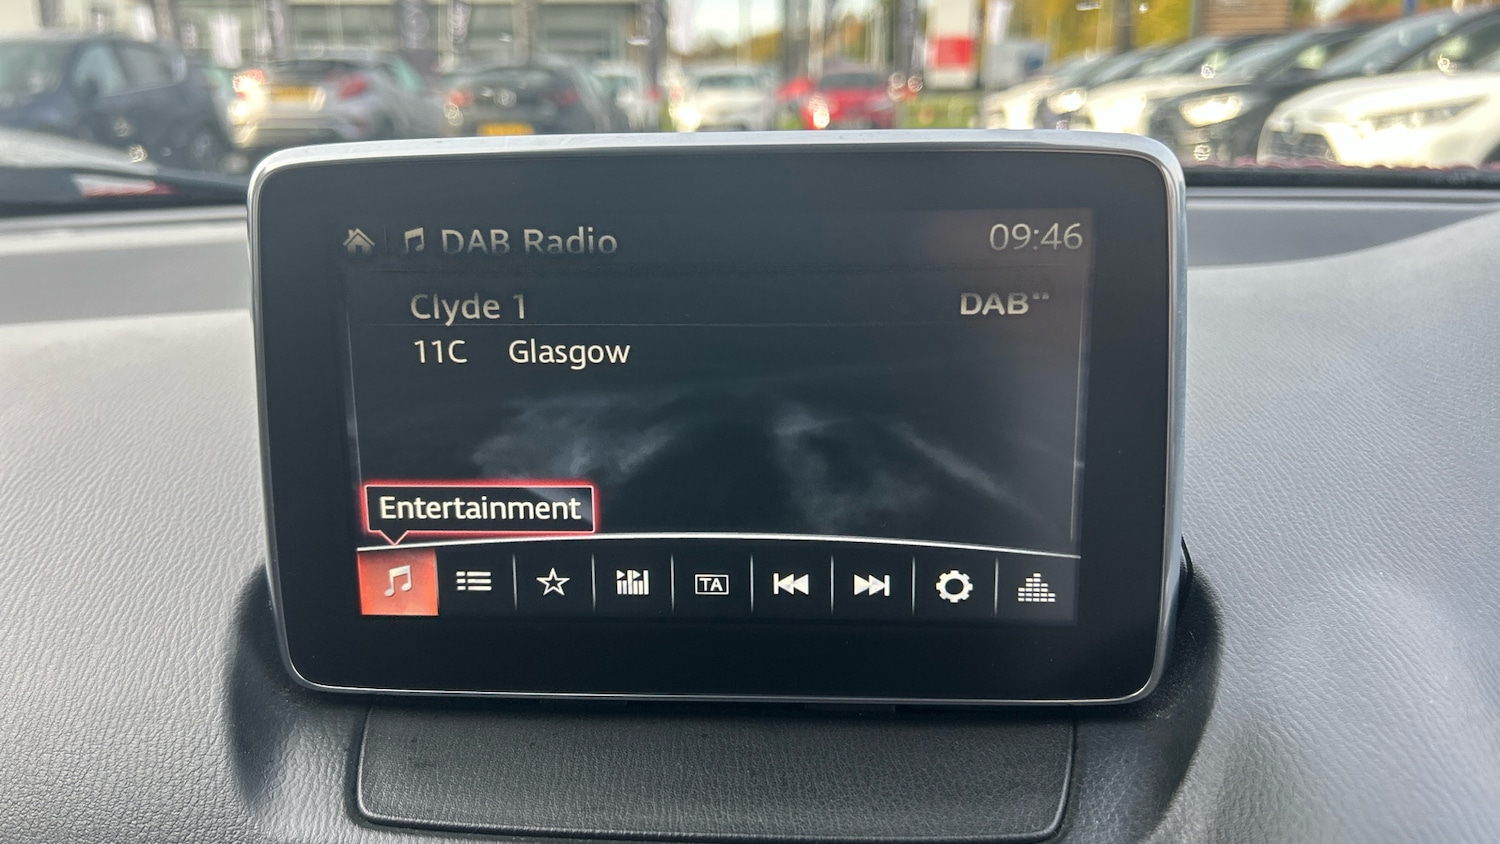 DAB Radio 09:46
Clyde 1 DAB
11C Glasgow
Entertainment
TA